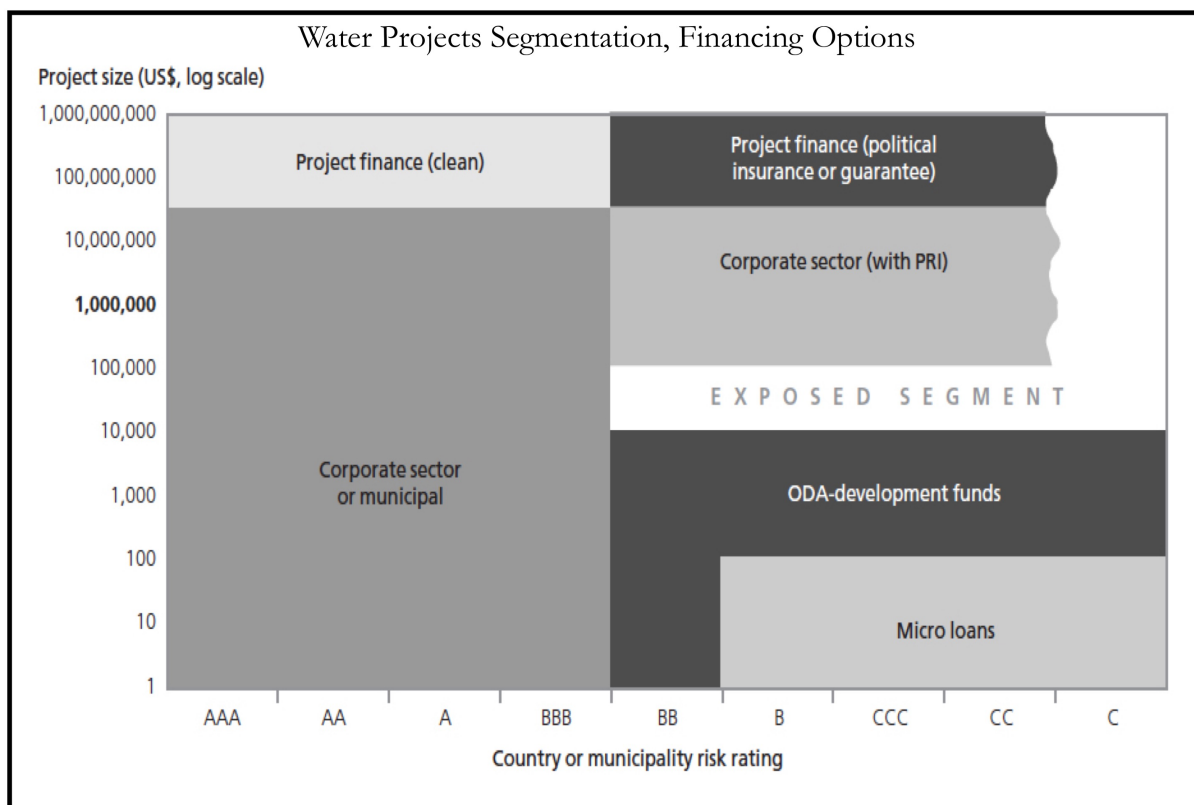 Water Projects Segmentation, Financing Options
Project size (US$, log scale)
1,000,000,000
100,000,000
10,000,000
1,000,000
100,000
10,000
1,000
100
10
1
Project finance (clean)
Project finance (political
insurance or guarantee)
Corporate sector (with PRI)
EXPOSED SEGMENT
Corporate sector
or municipal
ODA-development funds
Micro loans
AAA AA A BBB BB B CCC CC C
Country or municipality risk rating